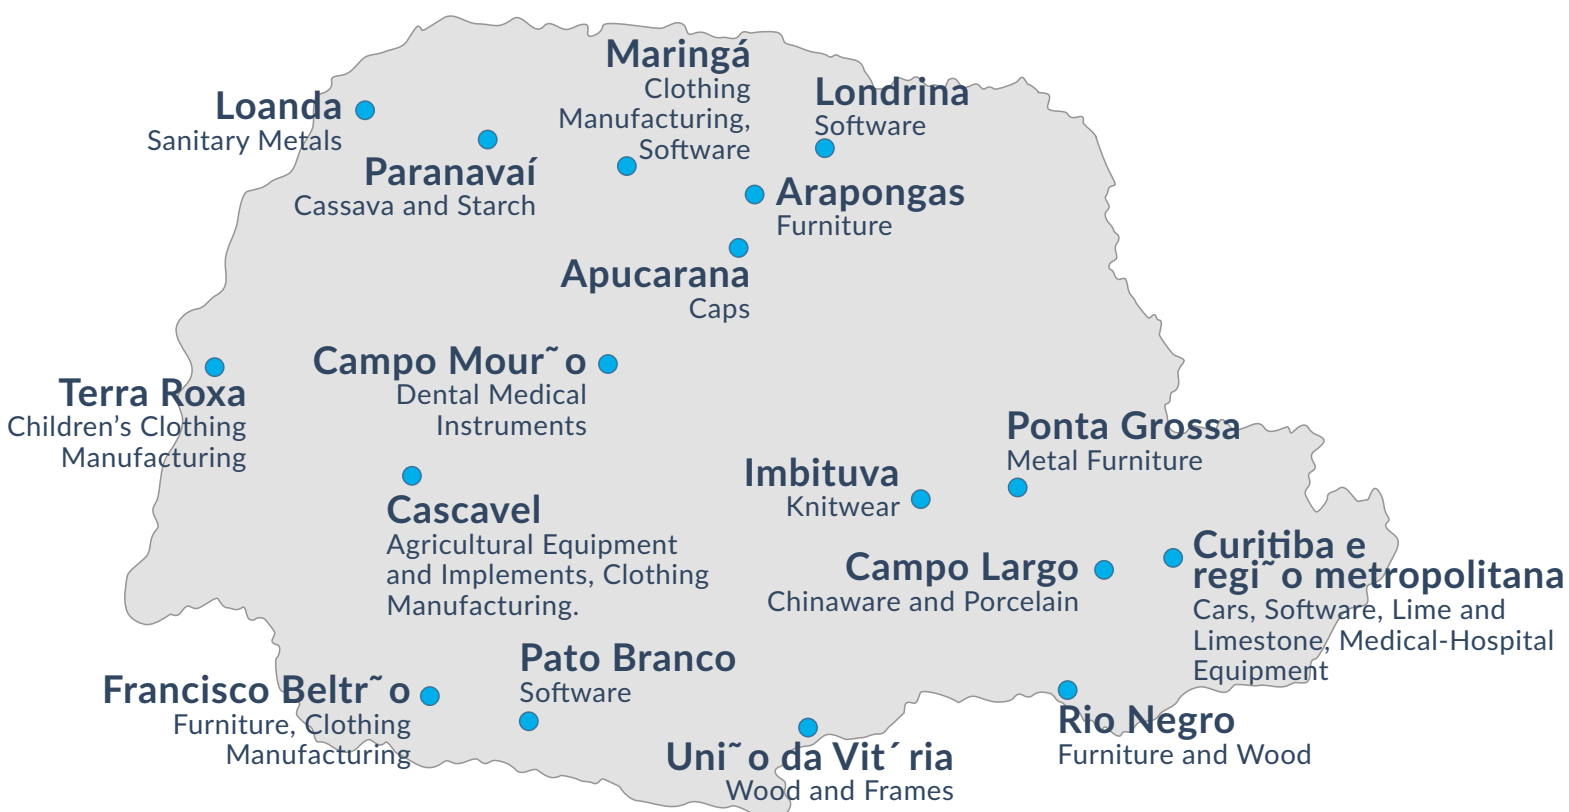 Maringá
Clothing
Manufacturing,
Software
Londrina
Software
Loanda
Sanitary Metals
Paranavaí
Cassava and Starch
Arapongas
Furniture
Apucarana
Caps
Campo Mour˜o
Dental Medical
Instruments
Terra Roxa
Children’s Clothing
Manufacturing
Ponta Grossa
Metal Furniture
Imbituva
Knitwear
Cascavel
Agricultural Equipment
and Implements, Clothing
Manufacturing.
Campo Largo
Chinaware and Porcelain
Curitiba e
regi˜o metropolitana
Cars, Software, Lime and
Limestone, Medical-Hospital
Equipment
Pato Branco
Software
Francisco Beltr˜o
Furniture, Clothing
Manufacturing
Rio Negro
Furniture and Wood
Uni˜o da Vit´ria
Wood and Frames